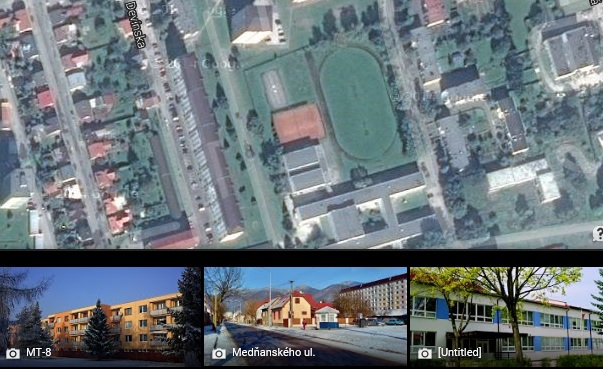 Devínska
?
MT-8
Medňanského ul.
[Untitled]